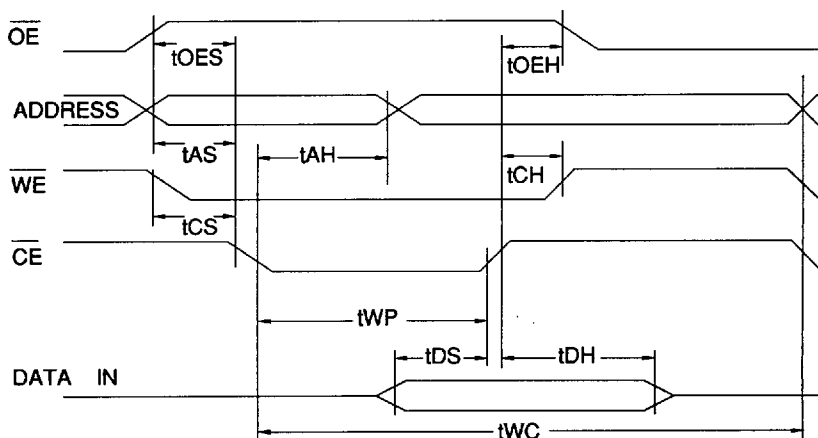 OE
tOES
tOEH
ADDRESS
tAS
tAH
WE
tCH
tCS
CE
tWP
tDS
tDH
DATA IN
tWC